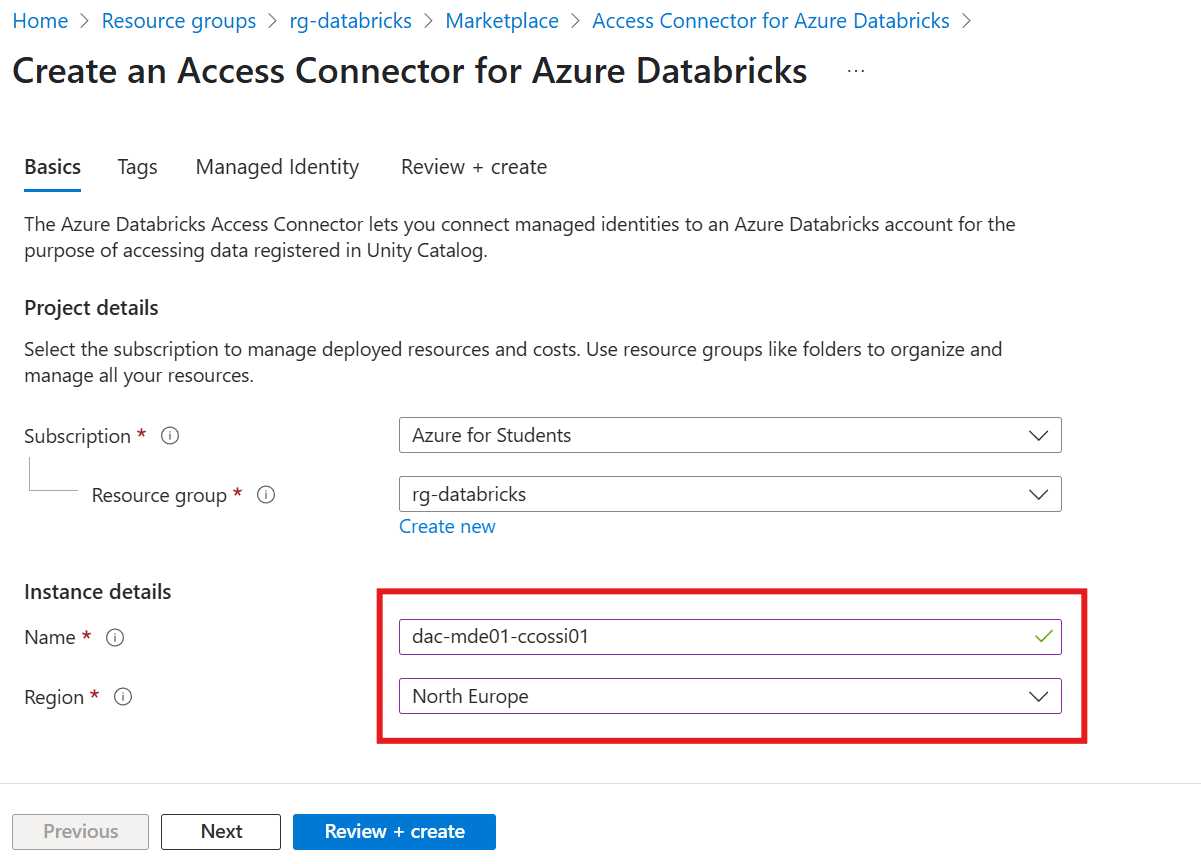 Home > Resource groups > rg-databricks > Marketplace > Access Connector for Azure Databricks >
Create an Access Connector for Azure Databricks ...
Basics Tags Managed Identity Review + create
The Azure Databricks Access Connector lets you connect managed identities to an Azure Databricks account for the
purpose of accessing data registered in Unity Catalog.
Project details
Select the subscription to manage deployed resources and costs. Use resource groups like folders to organize and
manage all your resources.
Subscription * Azure for Students
Resource group * rg-databricks
Create new
Instance details
Name * dac-mde01-ccossi01
Region * North Europe
Previous Next Review + create